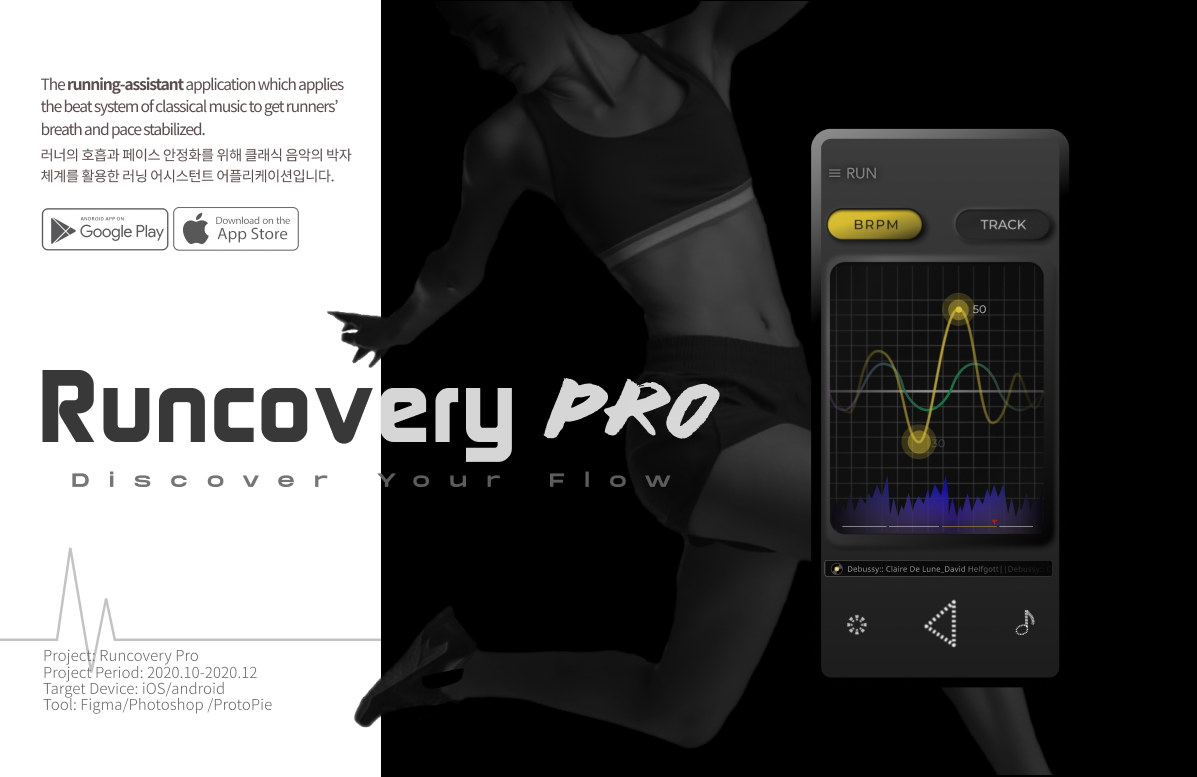 The running-assistant application which applies
the beat system of classical music to get runners’
breath and pace stabilized.
러너의 호흡과 페이스 안정화를 위해 클래식 음악의 박자
체계를 활용한 러닝 어시스턴트 어플리케이션입니다.
ANDROID APP ON
Google Play
Download on the
App Store
Runcovery PRO
Discover Your Flow
Project: Runcovery Pro
Project Period: 2020.10-2020.12
Target Device: iOS/android
Tool: Figma/Photoshop /ProtoPie
RUN
BRPM TRACK
50
30
Debussy:: Claire De Lune_David Helfgott||Debussy: